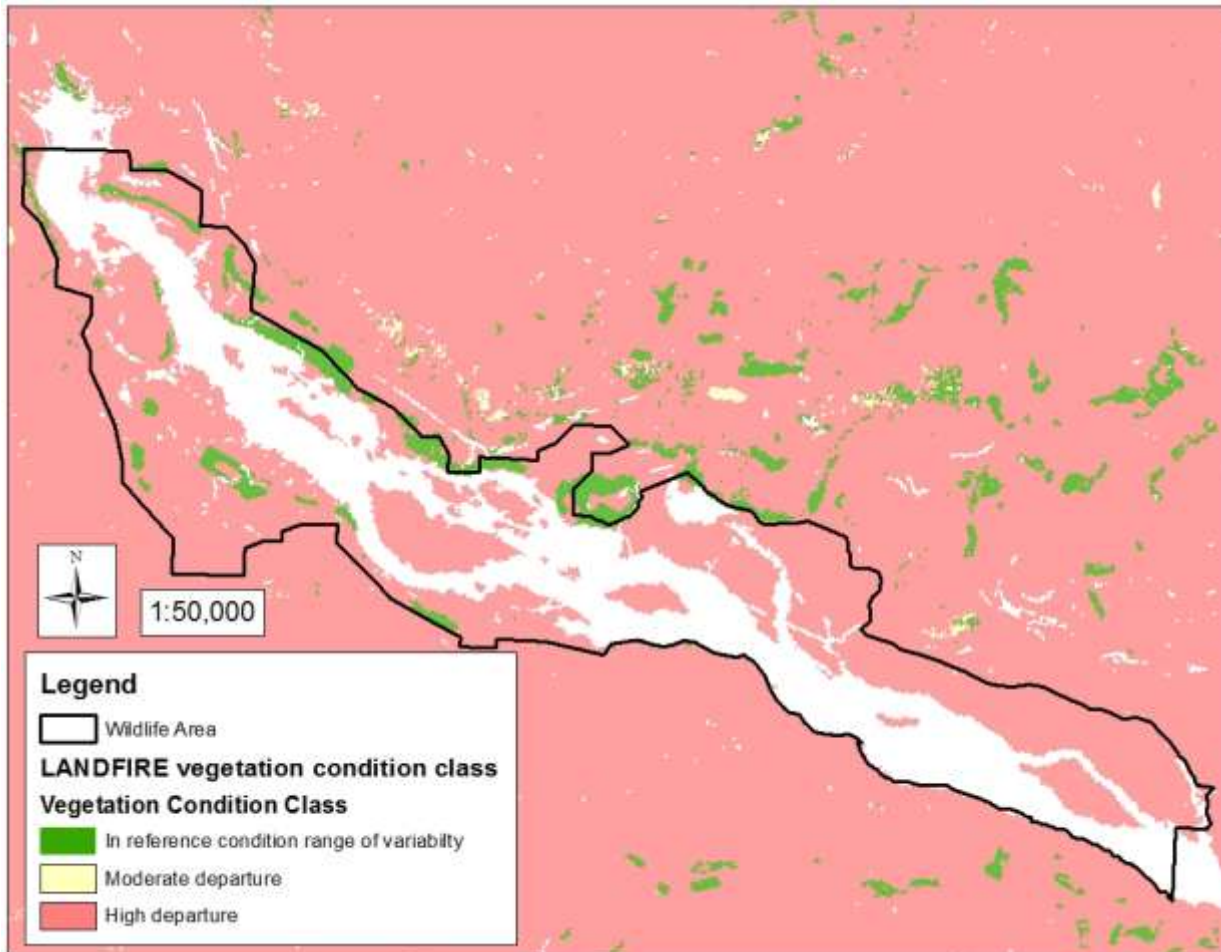 N
1:50,000
Legend
Wildlife Area
LANDFIRE vegetation condition class
Vegetation Condition Class
In reference condition range of variabilty
Moderate departure
High departure